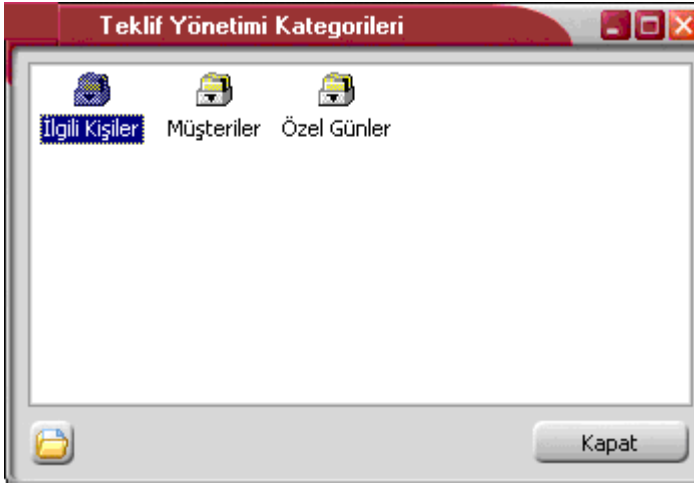 Teklif Yönetimi Kategorileri
İlgili Kişiler Müşteriler Özel Günler
Kapat